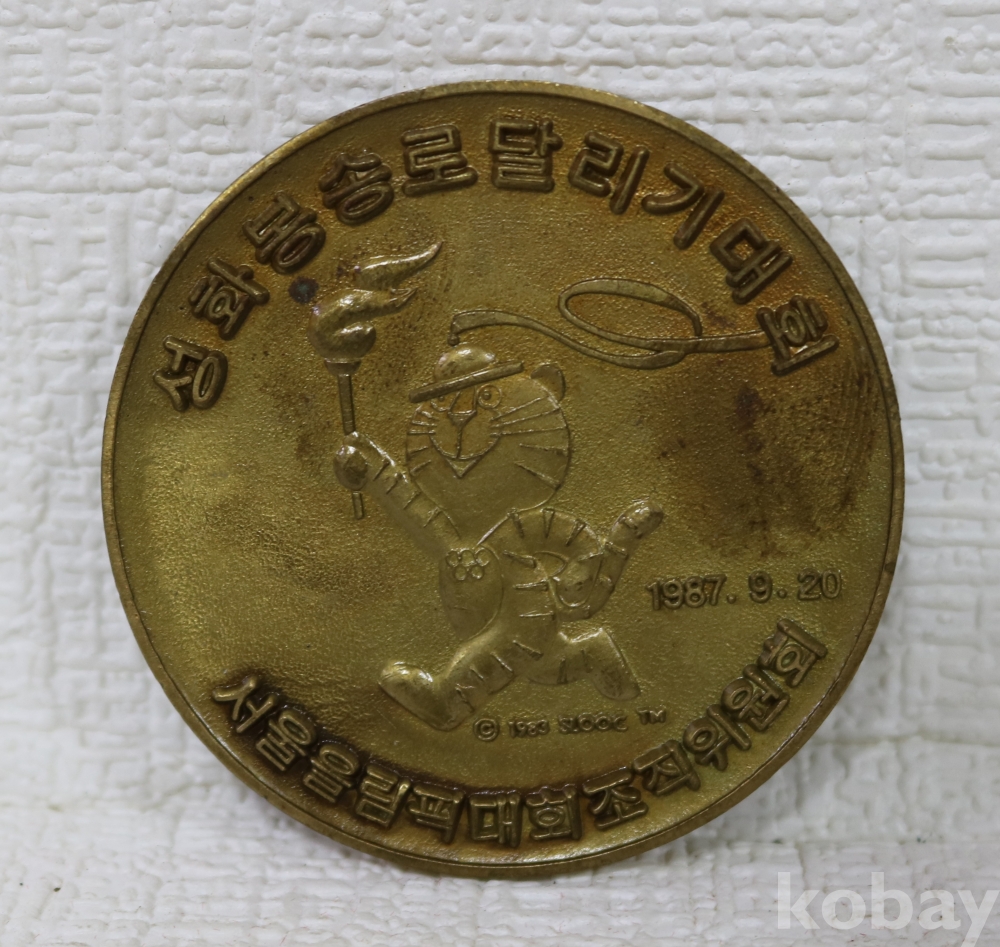 성화봉송로달리기대회
1987. 9. 20
© 1983 SLOOC TM
서울올림픽대회조직위원회
kobay